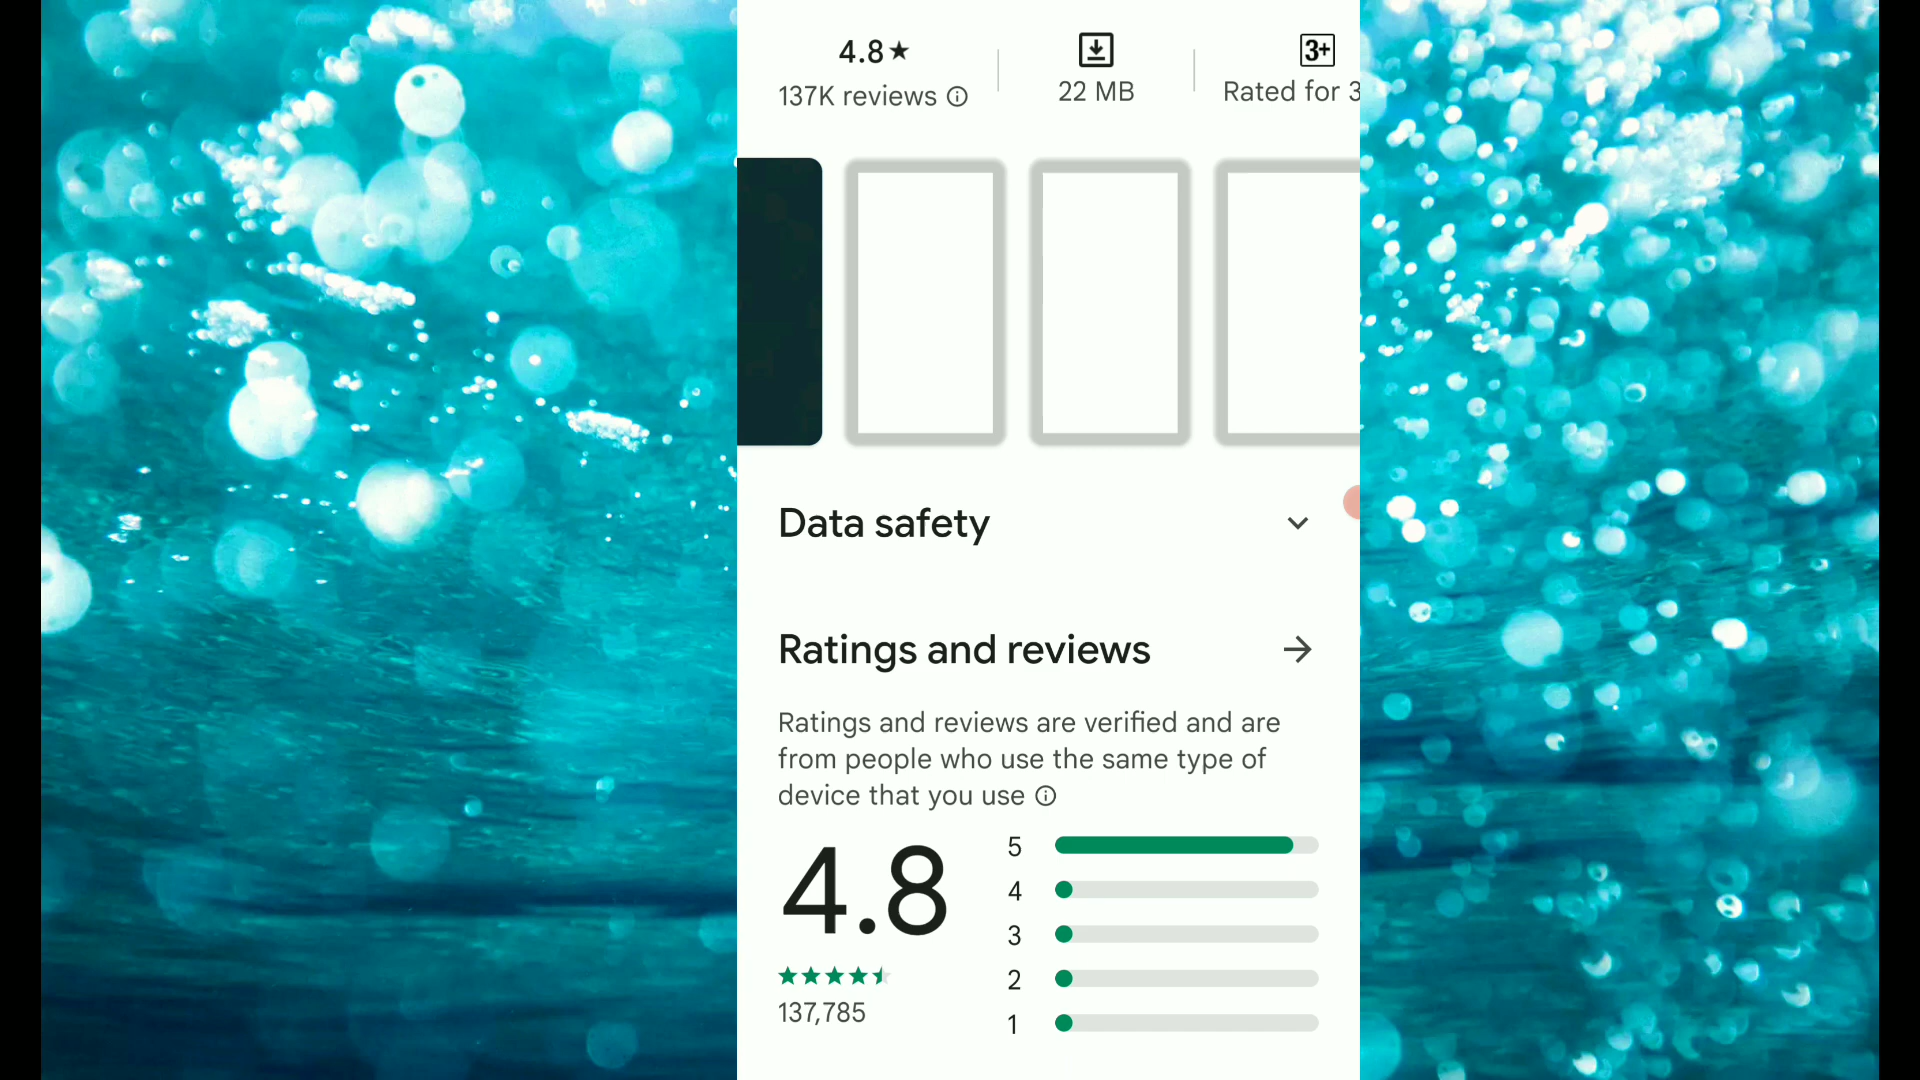 4.8★
137K reviews
22 MB
3+
Rated for 3
Data safety
Ratings and reviews
Ratings and reviews are verified and are
from people who use the same type of
device that you use
4.8
137,785
5
4
3
2
1